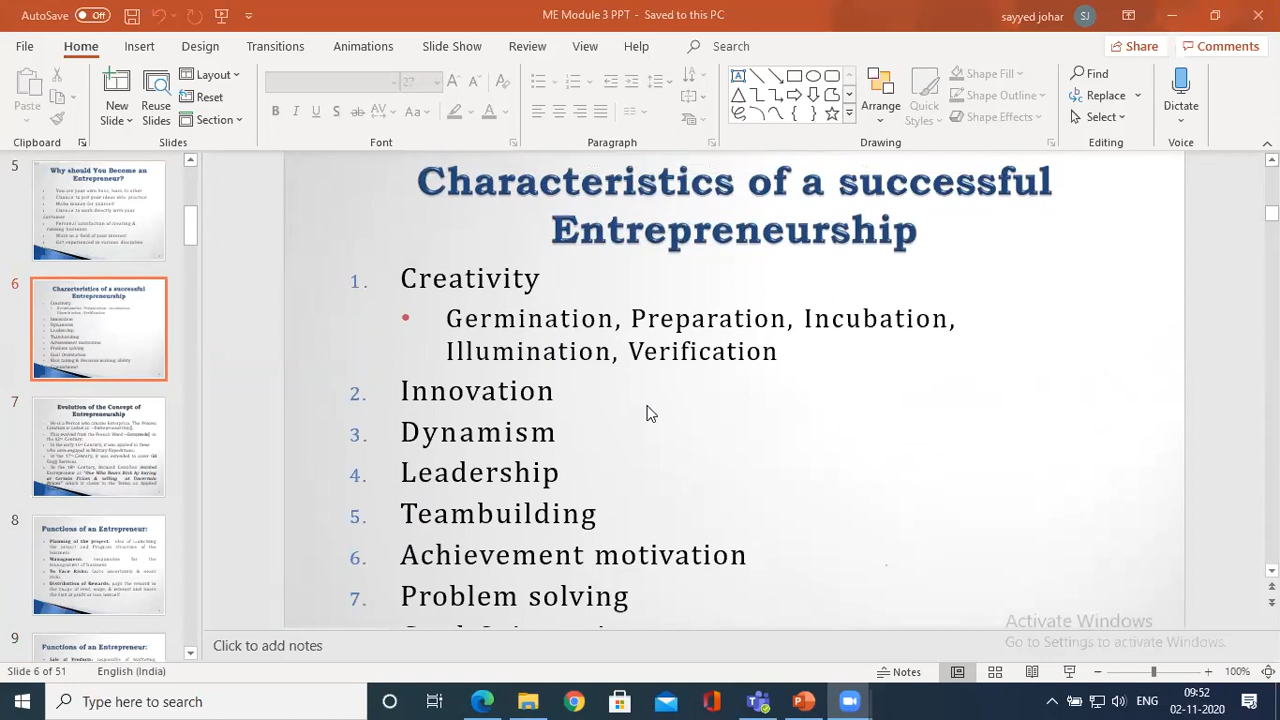 AutoSave Off
ME Module 3 PPT - Saved to this PC
sayyed johar SJ
File Home Insert Design Transitions Animations Slide Show Review View Help Search Share Comments
Paste
New Slide
Reuse Slides
Layout
Reset
Section
27
Arrange
Quick Styles
Shape Fill
Shape Outline
Shape Effects
Find
Replace
Select
Dictate
Clipboard Slides Font Paragraph Drawing Editing Voice
5
Why should You Become an
Entrepreneur?
6
Characteristics of a successful
Entrepreneurship
7
Evolution of the Concept of
Entrepreneurship
8
Functions of an Entrepreneur:
9
Functions of an Entrepreneur:
Characteristics of a successful
Entrepreneurship
1. Creativity
• Germination, Preparation, Incubation,
Illumination, Verification
2. Innovation
3. Dynamism
4. Leadership
5. Teambuilding
6. Achievement motivation
7. Problem solving
Activate Windows
Go to Settings to activate Windows.
Click to add notes
Slide 6 of 51 English (India) Notes 100%
Type here to search
ENG
09:52
02-11-2020